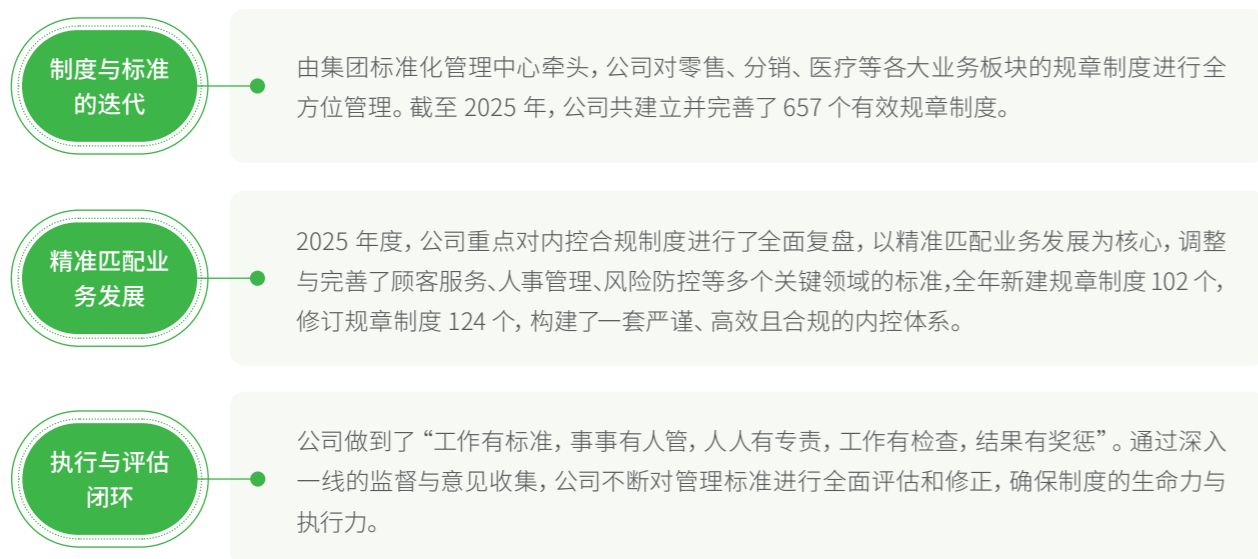 制度与标准
的迭代
由集团标准化管理中心牵头，公司对零售、分销、医疗等各大业务板块的规章制度进行全
方位管理。截至 2025 年，公司共建立并完善了 657 个有效规章制度。
精准匹配业
务发展
2025 年度，公司重点对内控合规制度进行了全面复盘，以精准匹配业务发展为核心，调整
与完善了顾客服务、人事管理、风险防控等多个关键领域的标准，全年新建规章制度 102 个，
修订规章制度 124 个，构建了一套严谨、高效且合规的内控体系。
执行与评估
闭环
公司做到了“工作有标准，事事有人管，人人有专责，工作有检查，结果有奖惩”。通过深入
一线的监督与意见收集，公司不断对管理标准进行全面评估和修正，确保制度的生命力与
执行力。